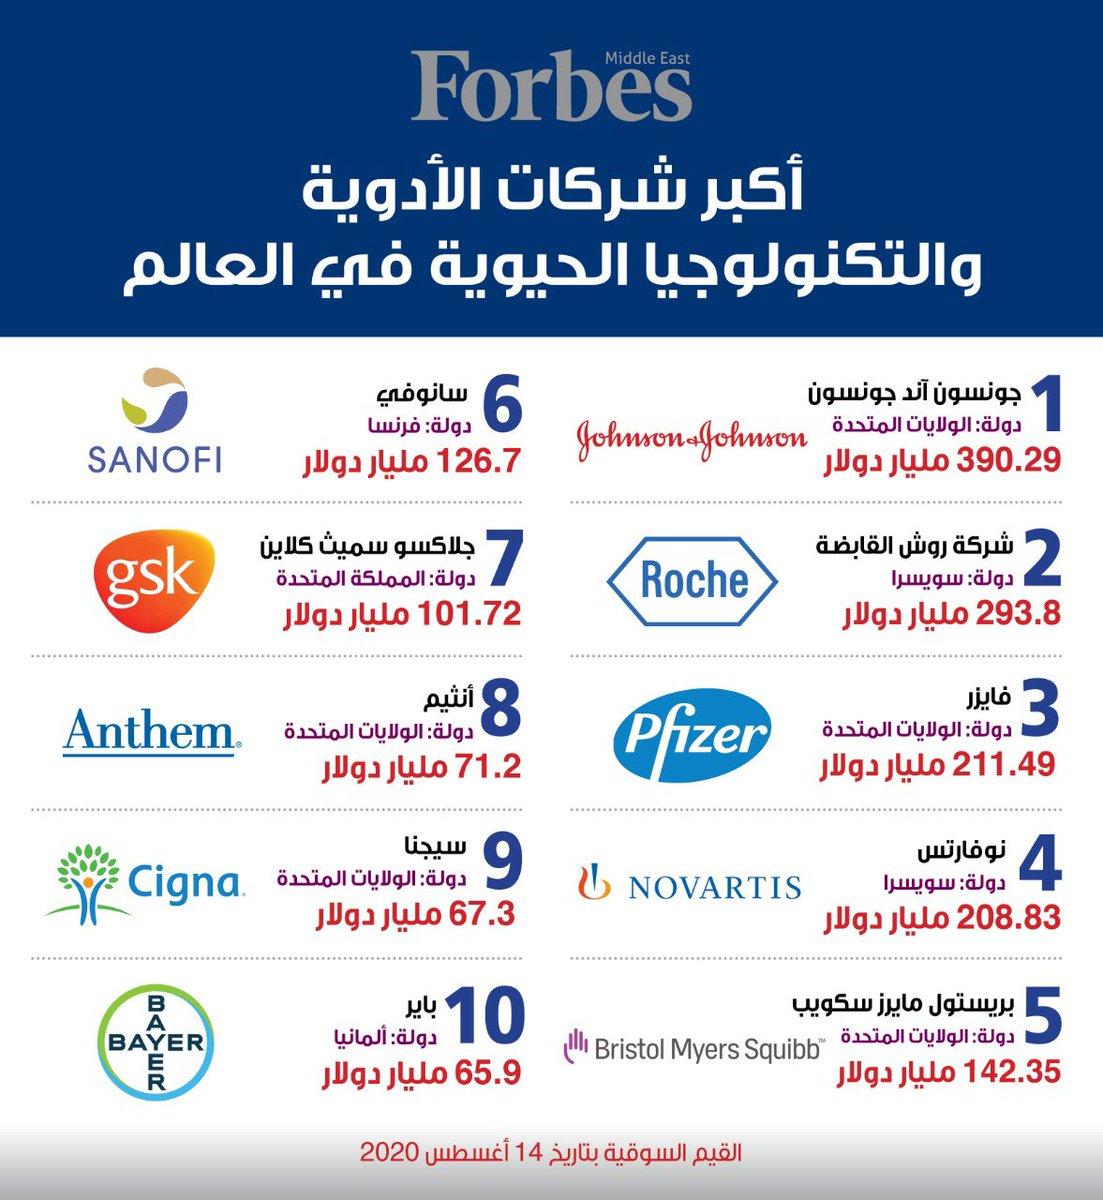 Forbes
Middle East
أكبر شركات الأدوية
والتكنولوجيا الحيوية في العالم
1
جونسون آند جونسون
دولة: الولايات المتحدة
390.29 مليار دولار
Johnson & Johnson
2
شركة روش القابضة
دولة: سويسرا
293.8 مليار دولار
Roche
3
فايزر
دولة: الولايات المتحدة
211.49 مليار دولار
Pfizer
4
نوفارتس
دولة: سويسرا
208.83 مليار دولار
NOVARTIS
5
بريستول مايرز سكويب
دولة: الولايات المتحدة
142.35 مليار دولار
Bristol Myers Squibb™
6
سانوفي
دولة: فرنسا
126.7 مليار دولار
SANOFI
7
جلاكسو سميث كلاين
دولة: المملكة المتحدة
101.72 مليار دولار
gsk
8
أنثيم
دولة: الولايات المتحدة
71.2 مليار دولار
Anthem®
9
سيجنا
دولة: الولايات المتحدة
67.3 مليار دولار
Cigna®
10
باير
دولة: ألمانيا
65.9 مليار دولار
BAYER
BAYER
القيم السوقية بتاريخ 14 أغسطس 2020